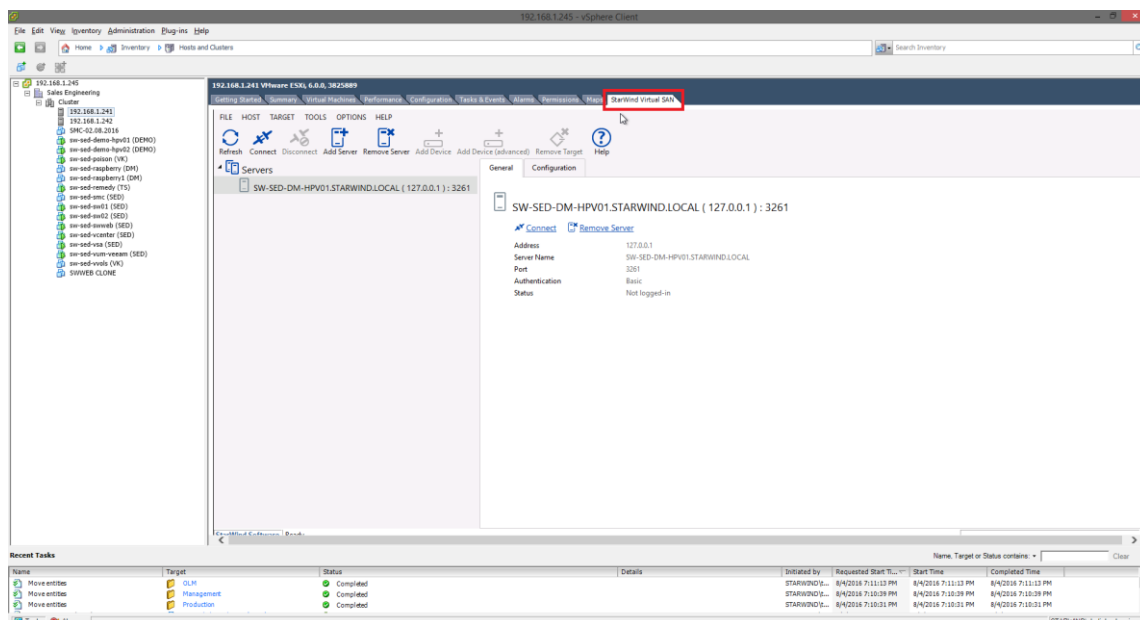 192.168.1.245 - vSphere Client
File Edit View Inventory Administration Plug-ins Help
Home Inventory Hosts and Clusters
Search Inventory
192.168.1.245
Sales Engineering
Cluster
192.168.1.241
192.168.1.242
SMC-02.08.2016
sw-sed-demo-hpv01 (DEMO)
sw-sed-demo-hpv02 (DEMO)
sw-sed-poison (VK)
sw-sed-raspberry (DM)
sw-sed-raspberry1 (DM)
sw-sed-remedy (TS)
sw-sed-smc (SED)
sw-sed-sw01 (SED)
sw-sed-sw02 (SED)
sw-sed-swweb (SED)
sw-sed-vcenter (SED)
sw-sed-vsa (SED)
sw-sed-vum-veeam (SED)
sw-sed-vvols (VK)
SWWEB CLONE
192.168.1.241 VMware ESXi, 6.0.0, 3825889
Getting Started Summary Virtual Machines Performance Configuration Tasks & Events Alarms Permissions Maps StarWind Virtual SAN
FILE HOST TARGET TOOLS OPTIONS HELP
Refresh Connect Disconnect Add Server Remove Server Add Device Add Device (advanced) Remove Target Help
Servers
SW-SED-DM-HPV01.STARWIND.LOCAL ( 127.0.0.1 ) : 3261
General Configuration
SW-SED-DM-HPV01.STARWIND.LOCAL ( 127.0.0.1 ) : 3261
Connect Remove Server
Address 127.0.0.1
Server Name SW-SED-DM-HPV01.STARWIND.LOCAL
Port 3261
Authentication Basic
Status Not logged-in
StarWind Software Ready
Recent Tasks
Name, Target or Status contains: Clear
Name Target Status Details Initiated by Requested Start Ti... Start Time Completed Time
Move entities OLM Completed STARWIND\t... 8/4/2016 7:11:13 PM 8/4/2016 7:11:13 PM 8/4/2016 7:11:13 PM
Move entities Management Completed STARWIND\t... 8/4/2016 7:10:39 PM 8/4/2016 7:10:39 PM 8/4/2016 7:10:39 PM
Move entities Production Completed STARWIND\t... 8/4/2016 7:10:31 PM 8/4/2016 7:10:31 PM 8/4/2016 7:10:31 PM